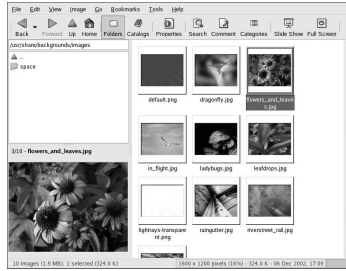 File Edit View Image Go Bookmarks Tools Help
Back Forward Up Home Folders Catalogs Properties Search Comment Categories Slide Show Full Screen
/usr/share/backgrounds/images
..
space
default.png dragonfly.jpg flowers_and_leave
s.jpg
3/10 - flowers_and_leaves.jpg
in_flight.jpg ladybugs.jpg leafdrops.jpg
lightrays-transpare
nt.png raingutter.jpg riverstreet_rail.jpg
10 images (1.9 MB), 1 selected (324.0 K) 1600 x 1200 pixels (16%) - 324.0 K - 06 Dec 2002, 17:09